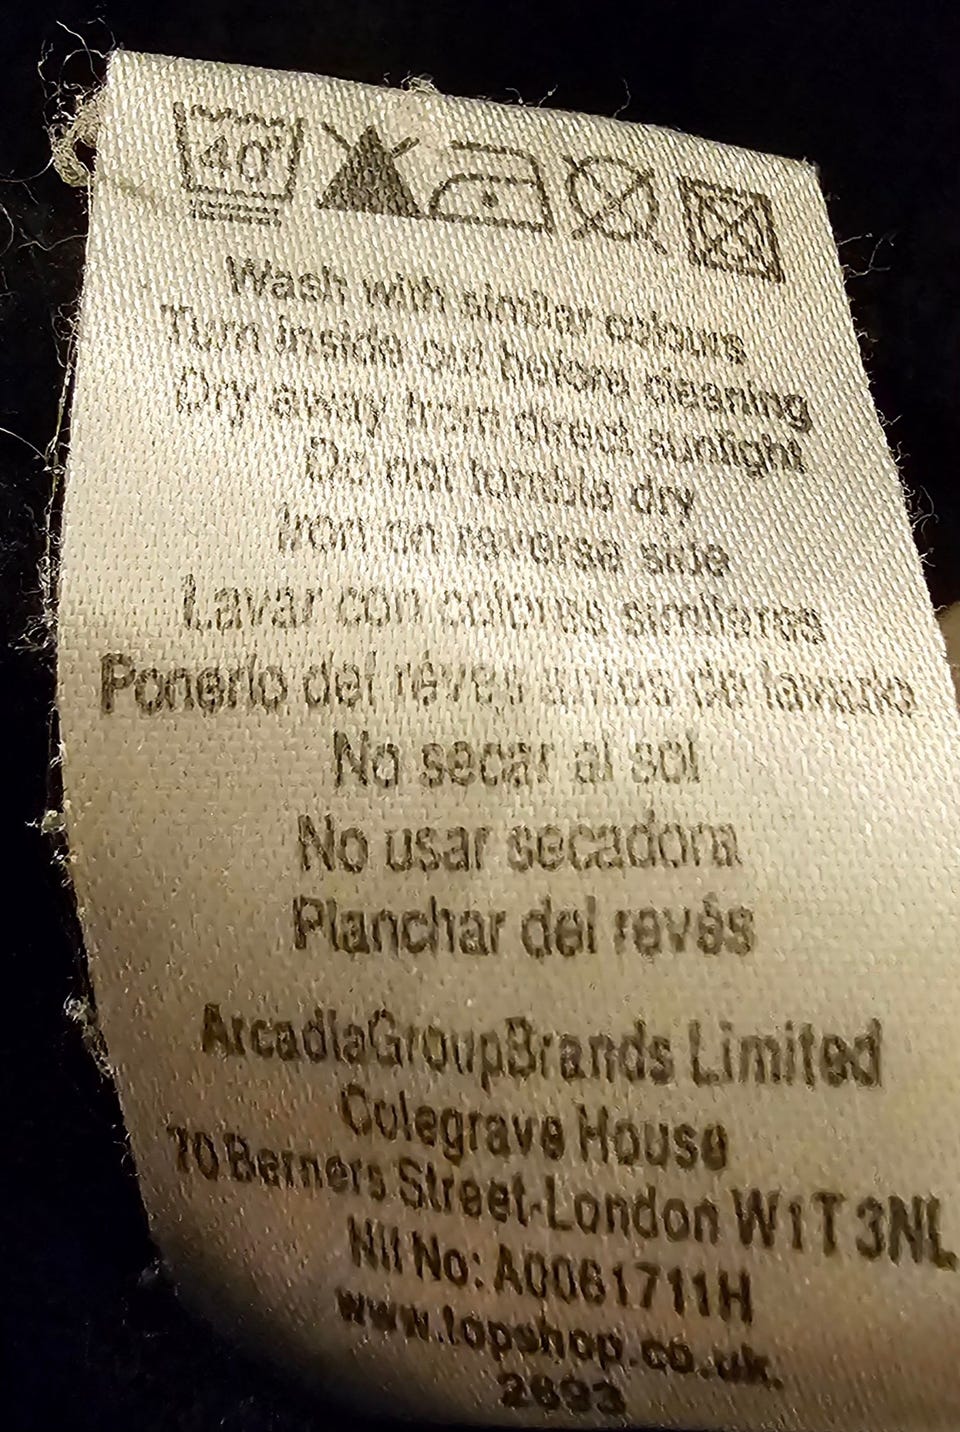 40°
Wash with similar colours
Turn inside out before cleaning
Dry away from direct sunlight
Do not tumble dry
Iron on reverse side
Lavar con colores similares
Ponerlo del révés antes de lavarlo
No secar al sol
No usar secadora
Planchar del revés
ArcadiaGroupBrands Limited
Colegrave House
70 Berners Street-London W1T 3NL
Nif No: A0061711H
www.topshop.co.uk.
2693